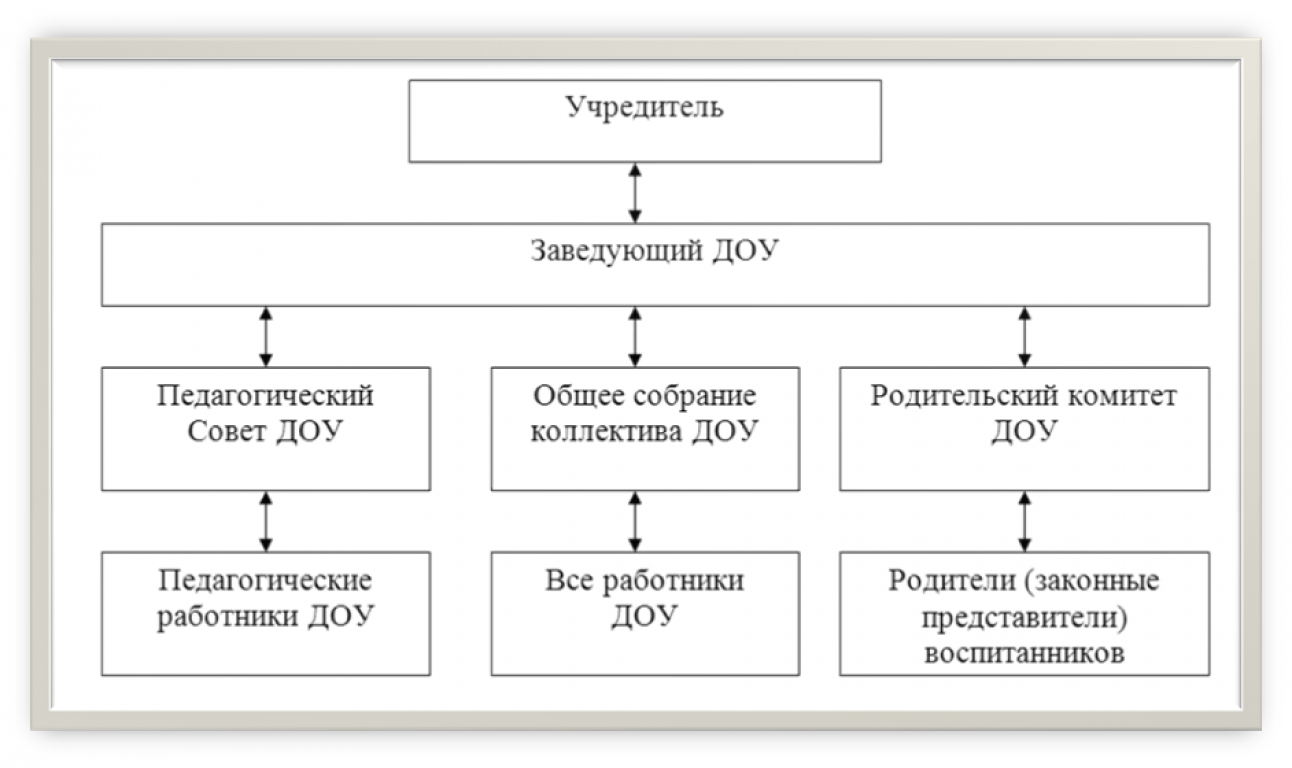 Учредитель
Заведующий ДОУ
Педагогический
Совет ДОУ
Общее собрание
коллектива ДОУ
Родительский комитет
ДОУ
Педагогические
работники ДОУ
Все работники
ДОУ
Родители (законные
представители)
воспитанников